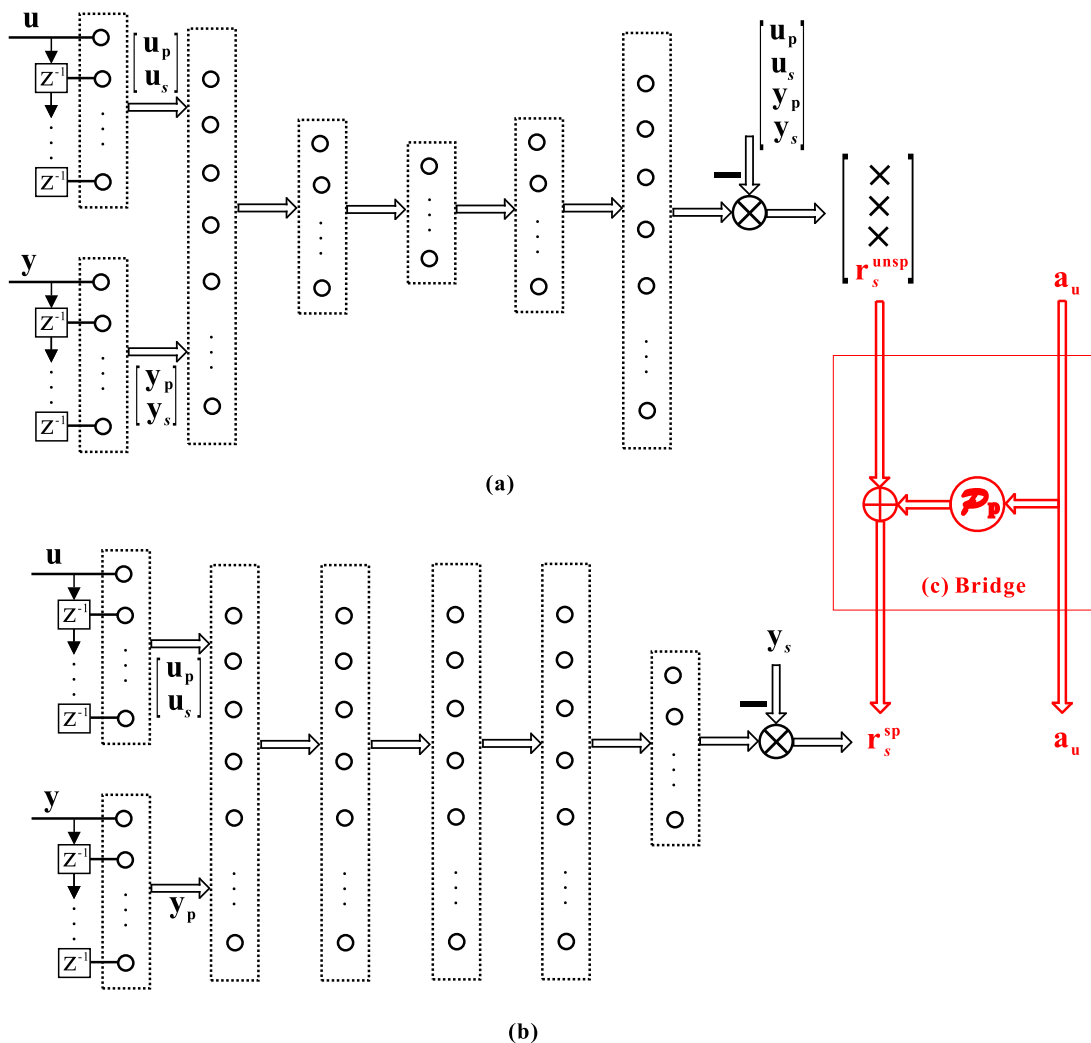 u
Z⁻¹
Z⁻¹
[u_p
u_s]
y
Z⁻¹
Z⁻¹
[y_p
y_s]
[u_p
u_s
y_p
y_s]
−
[×
×
×
r_s^unsp]
a_u
(a)
𝒫_p
(c) Bridge
r_s^sp
a_u
u
Z⁻¹
Z⁻¹
[u_p
u_s]
y
Z⁻¹
Z⁻¹
y_p
y_s
−
(b)